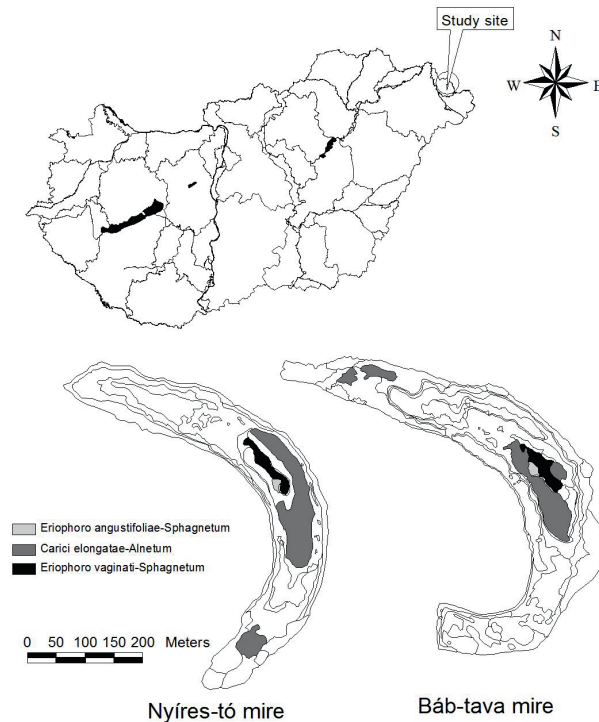 Study site
N
W
E
S
Eriophoro angustifoliae-Sphagnetum
Carici elongatae-Alnetum
Eriophoro vaginati-Sphagnetum
0 50 100 150 200 Meters
Nyíres-tó mire
Báb-tava mire